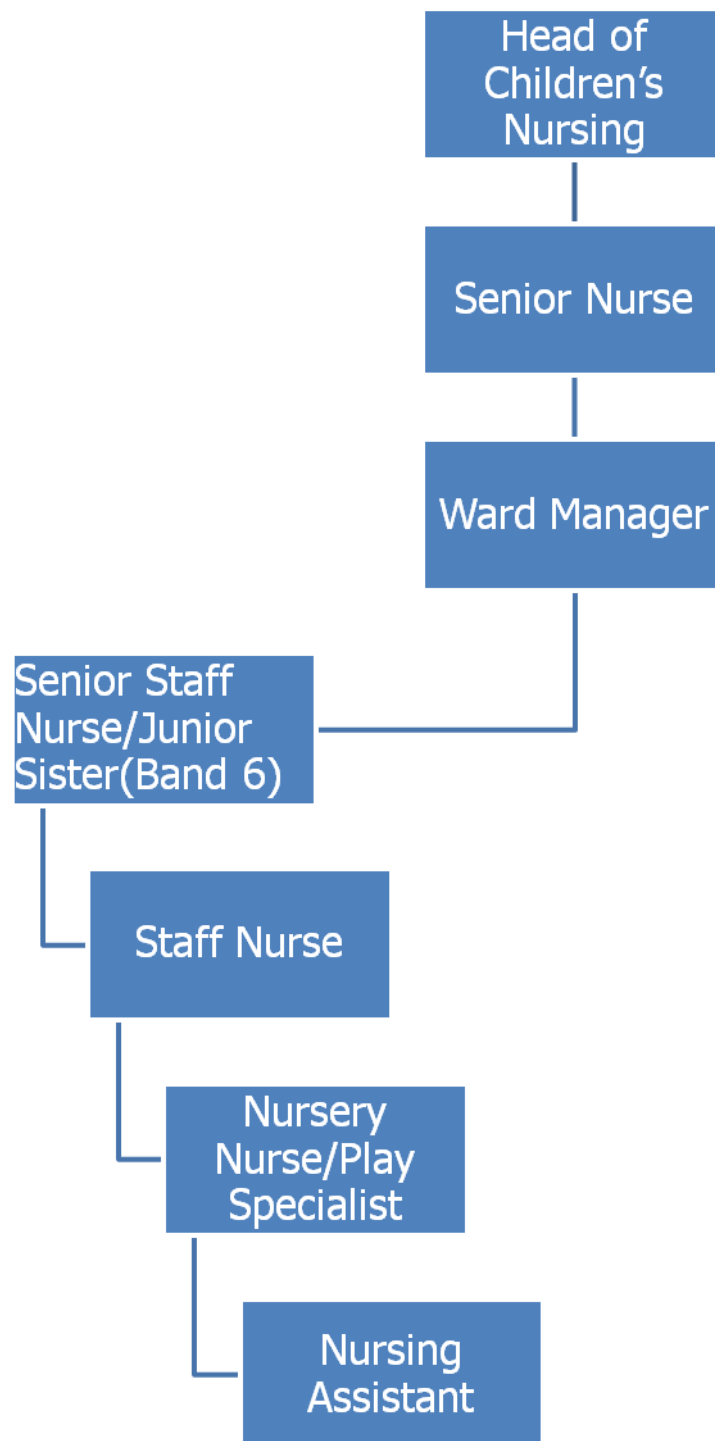 Head of
Children’s
Nursing
Senior Nurse
Ward Manager
Senior Staff
Nurse/Junior
Sister(Band 6)
Staff Nurse
Nursery
Nurse/Play
Specialist
Nursing
Assistant